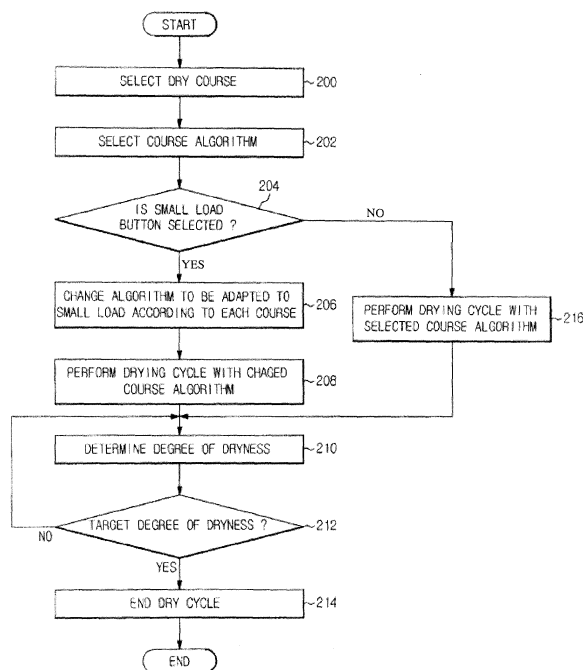 START
SELECT DRY COURSE
200
SELECT COURSE ALGORITHM
202
204
IS SMALL LOAD
BUTTON SELECTED ?
NO
YES
CHANGE ALGORITHM TO BE ADAPTED TO
SMALL LOAD ACCORDING TO EACH COURSE
206
PERFORM DRYING CYCLE WITH
SELECTED COURSE ALGORITHM
216
PERFORM DRYING CYCLE WITH CHAGED
COURSE ALGORITHM
208
DETERMINE DEGREE OF DRYNESS
210
TARGET DEGREE OF DRYNESS ?
212
NO
YES
END DRY CYCLE
214
END